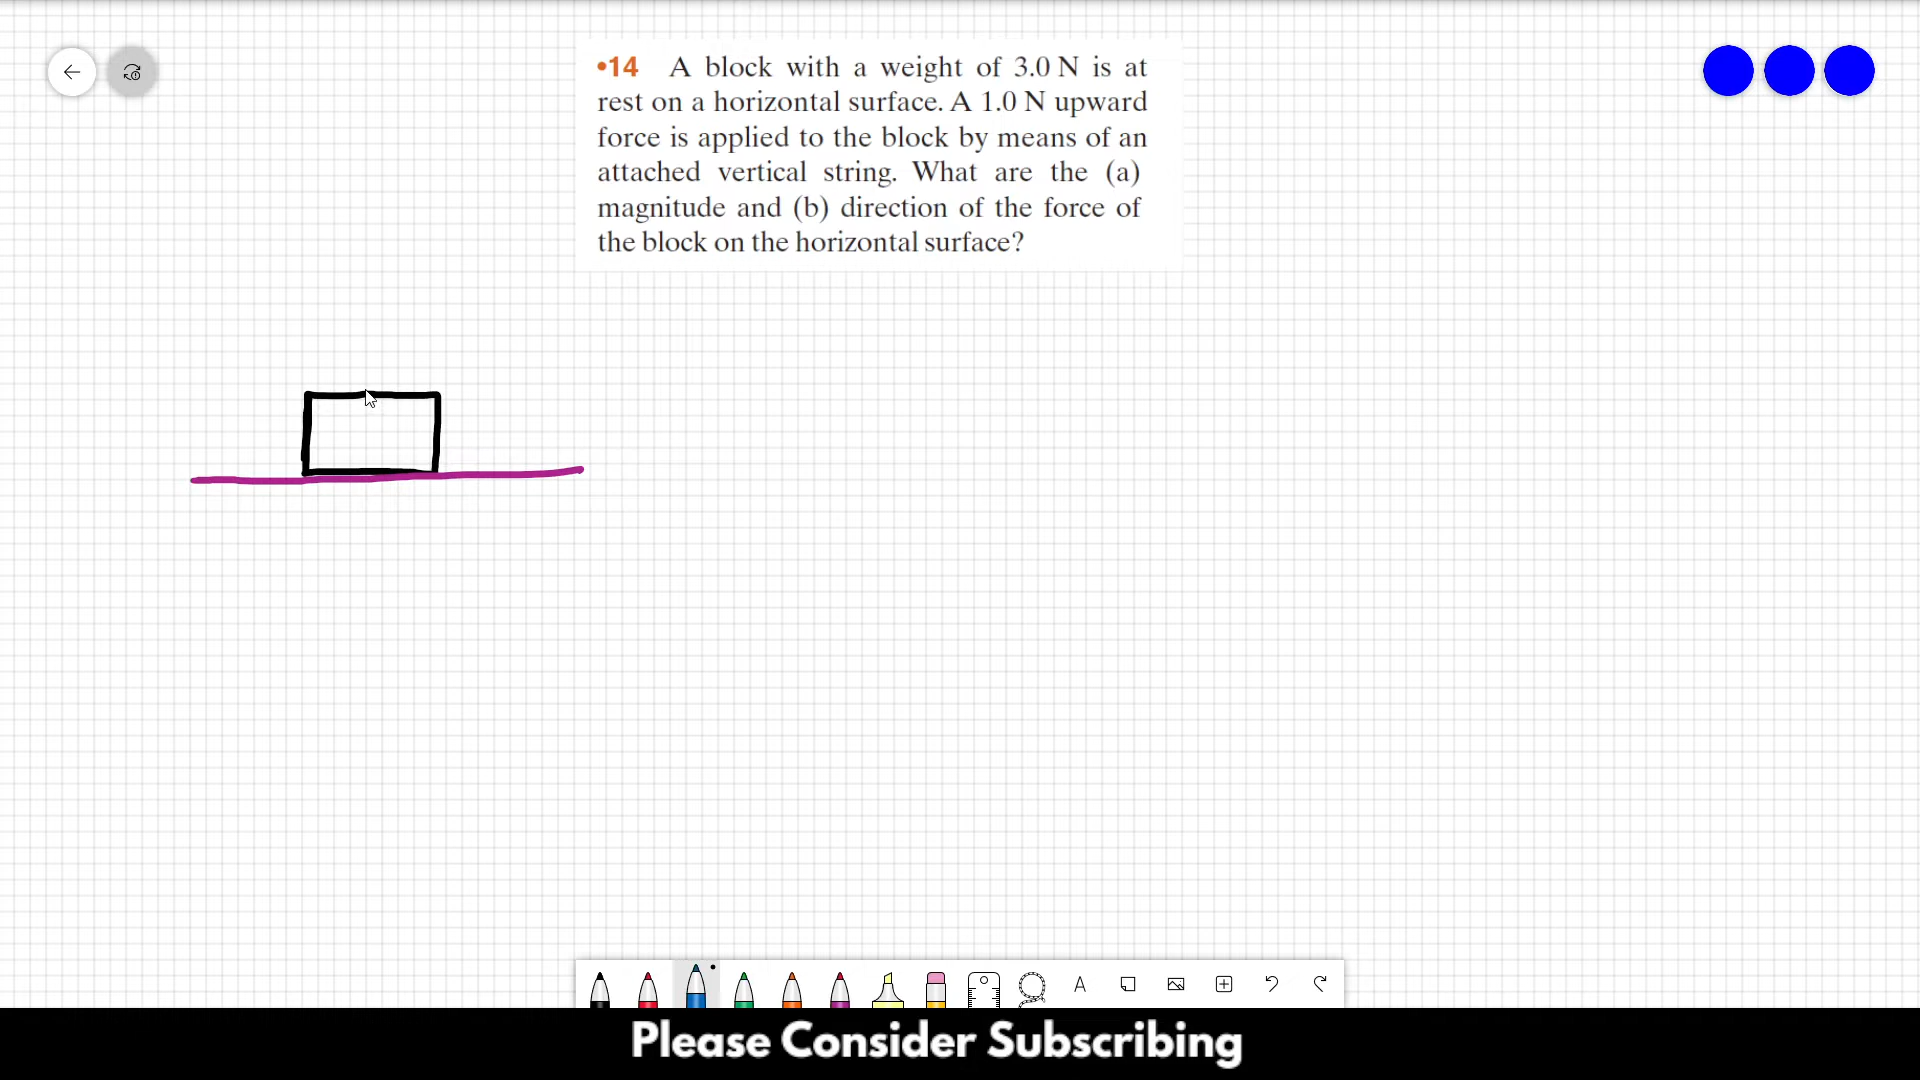 •14 A block with a weight of 3.0 N is at
rest on a horizontal surface. A 1.0 N upward
force is applied to the block by means of an
attached vertical string. What are the (a)
magnitude and (b) direction of the force of
the block on the horizontal surface?
A
Please Consider Subscribing